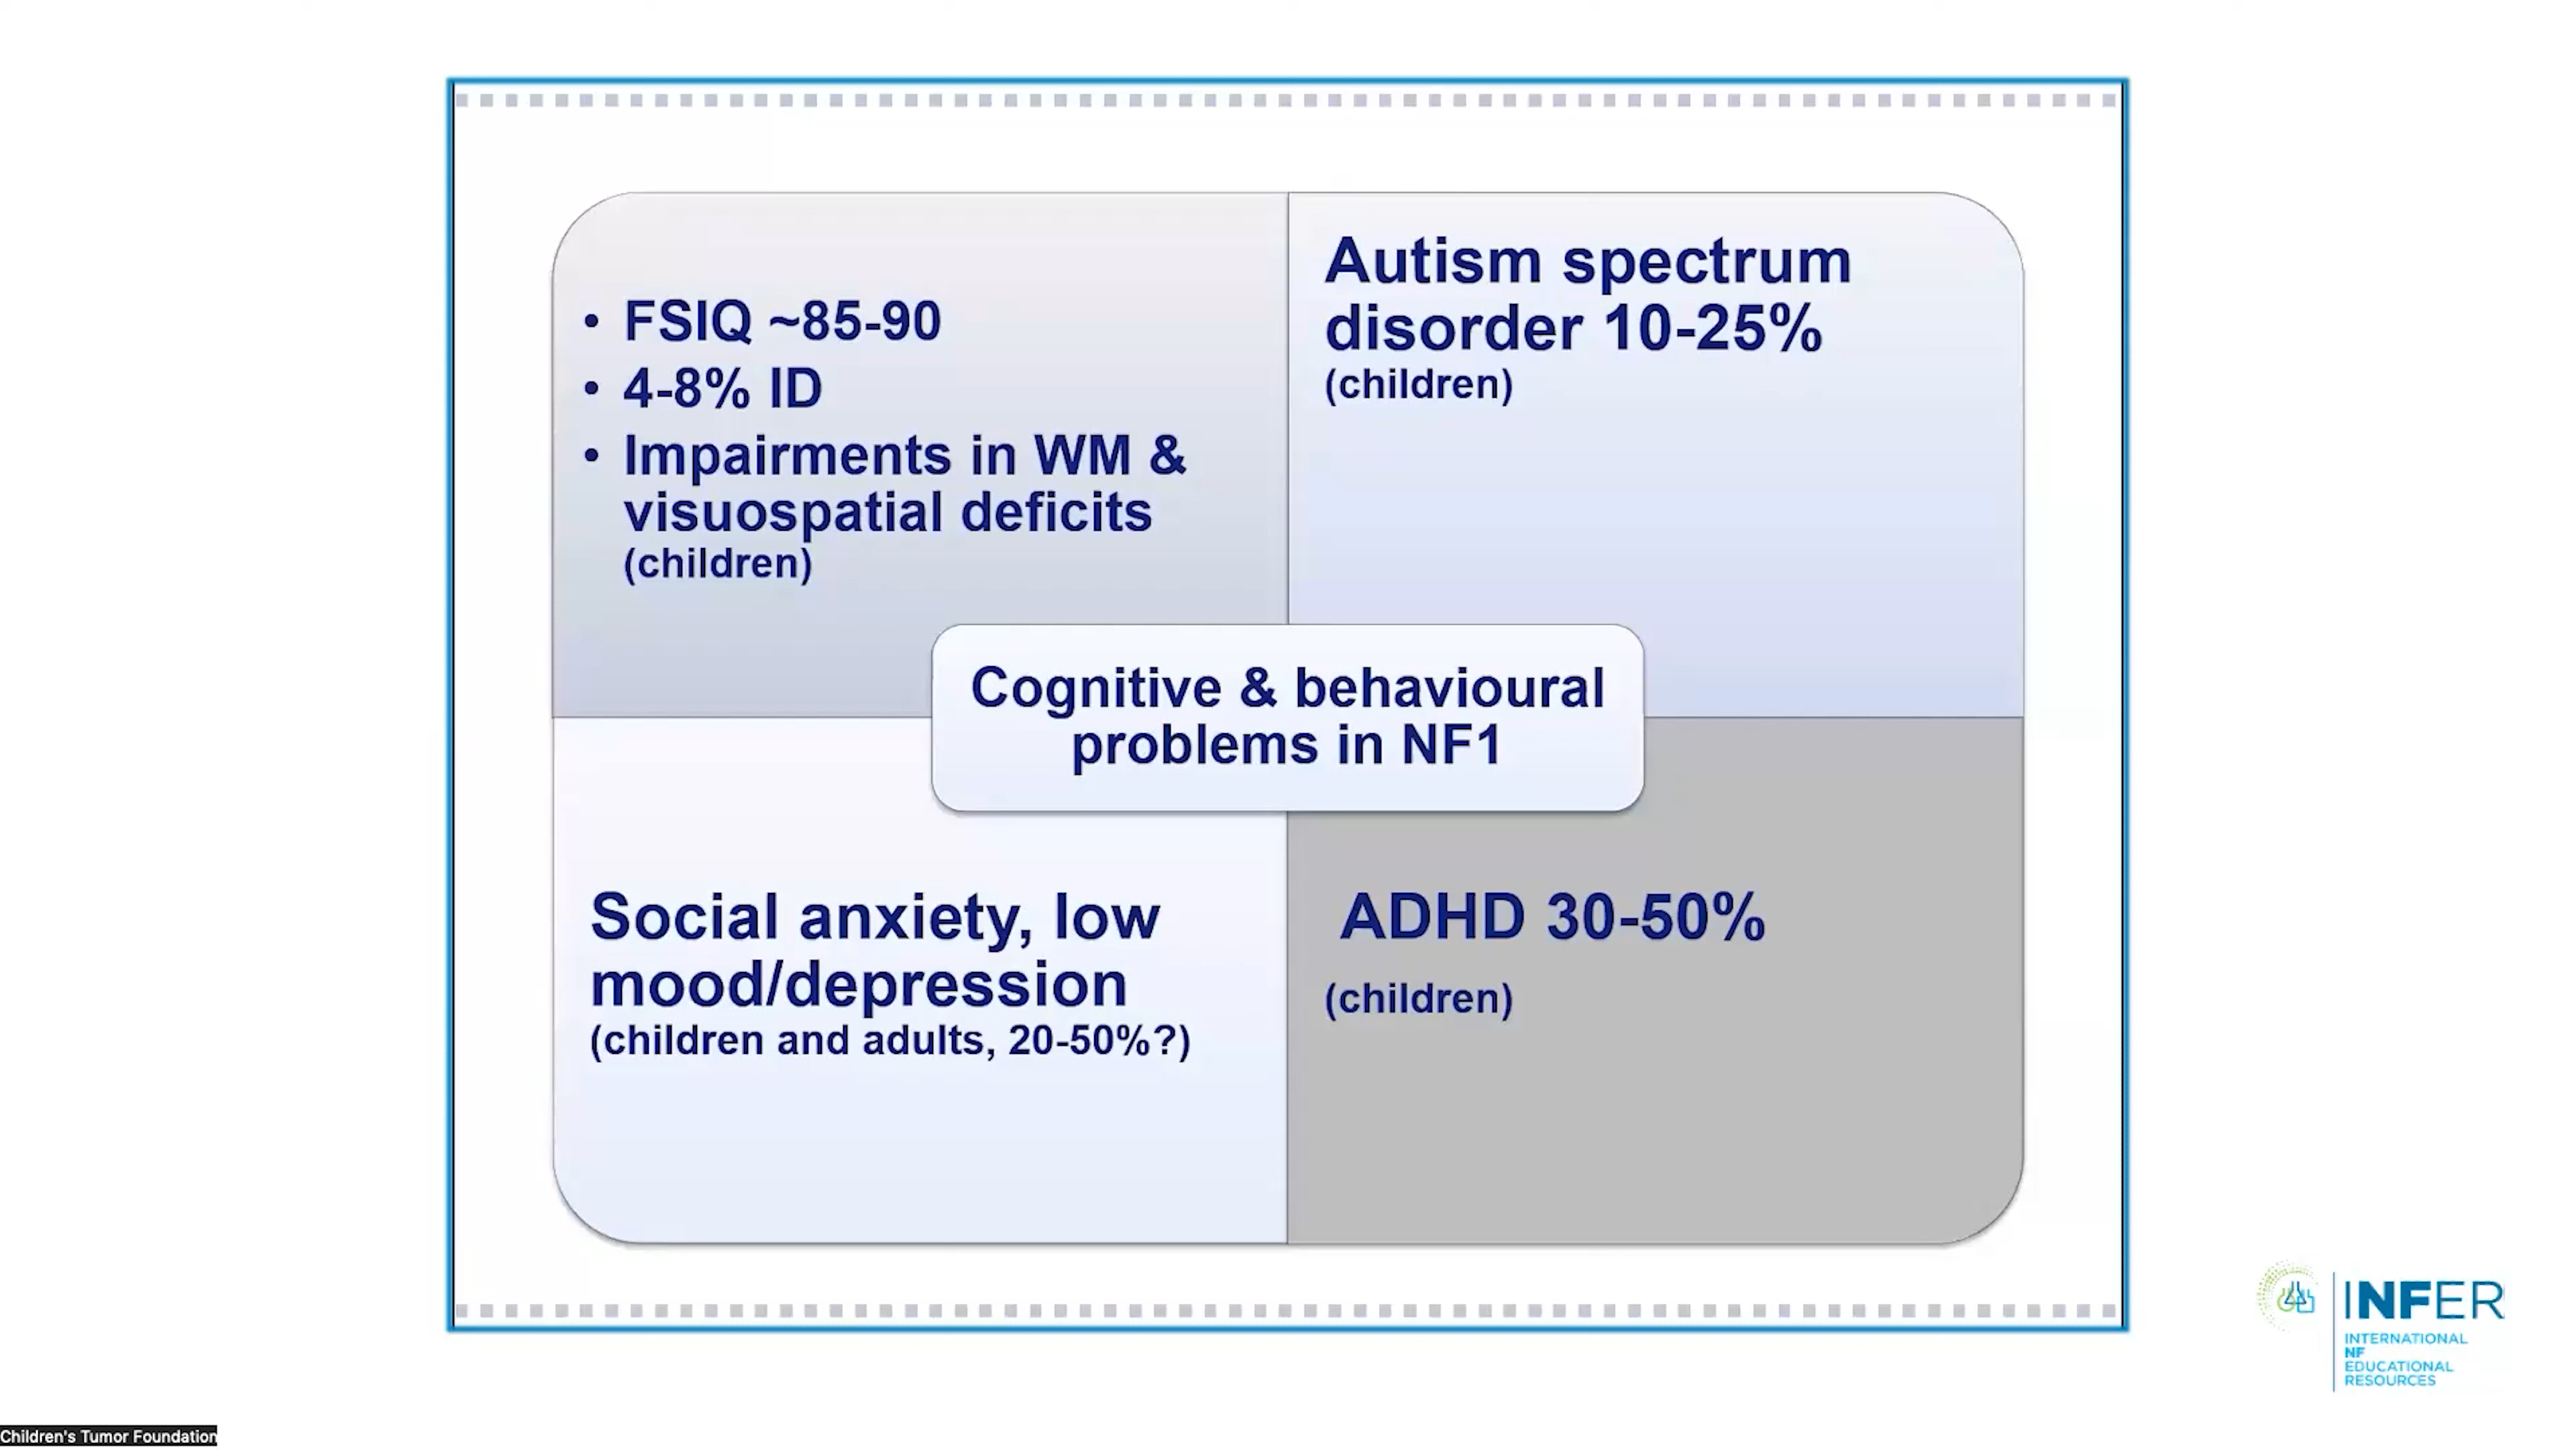 • FSIQ ~85-90
• 4-8% ID
• Impairments in WM &
visuospatial deficits
(children)
Autism spectrum
disorder 10-25%
(children)
Cognitive & behavioural
problems in NF1
Social anxiety, low
mood/depression
(children and adults, 20-50%?)
ADHD 30-50%
(children)
INFER
INTERNATIONAL
NF
EDUCATIONAL
RESOURCES
Children's Tumor Foundation